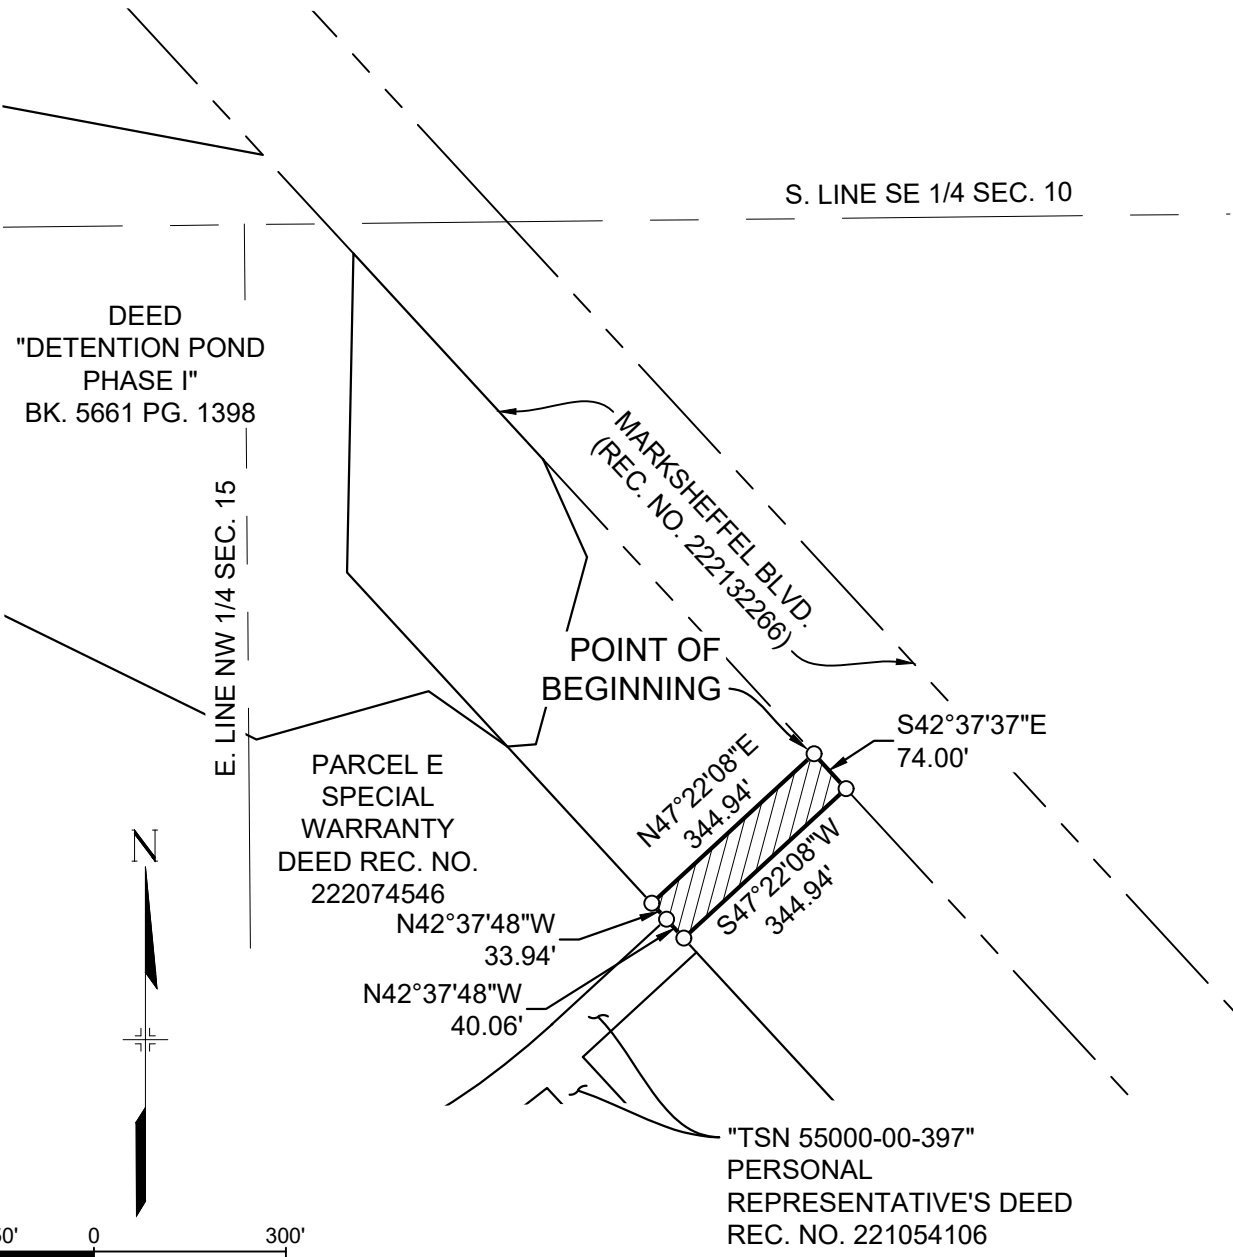 S. LINE SE 1/4 SEC. 10
DEED
"DETENTION POND
PHASE I"
BK. 5661 PG. 1398
E. LINE NW 1/4 SEC. 15
MARKSHEFFEL BLVD.
(REC. NO. 222132266)
POINT OF
BEGINNING
S42°37'37"E
74.00'
N47°22'08"E
344.94'
S47°22'08"W
344.94'
PARCEL E
SPECIAL
WARRANTY
DEED REC. NO.
222074546
N42°37'48"W
33.94'
N42°37'48"W
40.06'
N
"TSN 55000-00-397"
PERSONAL
REPRESENTATIVE'S DEED
REC. NO. 221054106
0
300'